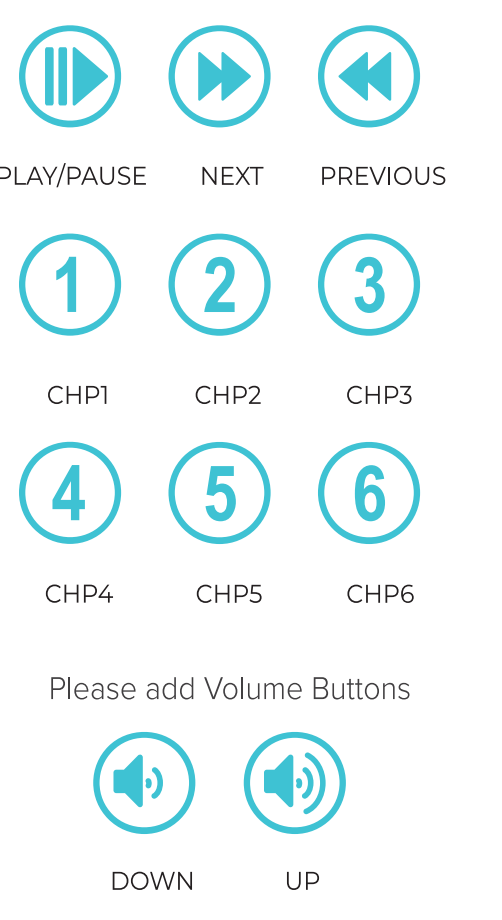 PLAY/PAUSE NEXT PREVIOUS
1 2 3
CHP1 CHP2 CHP3
4 5 6
CHP4 CHP5 CHP6
Please add Volume Buttons
DOWN UP